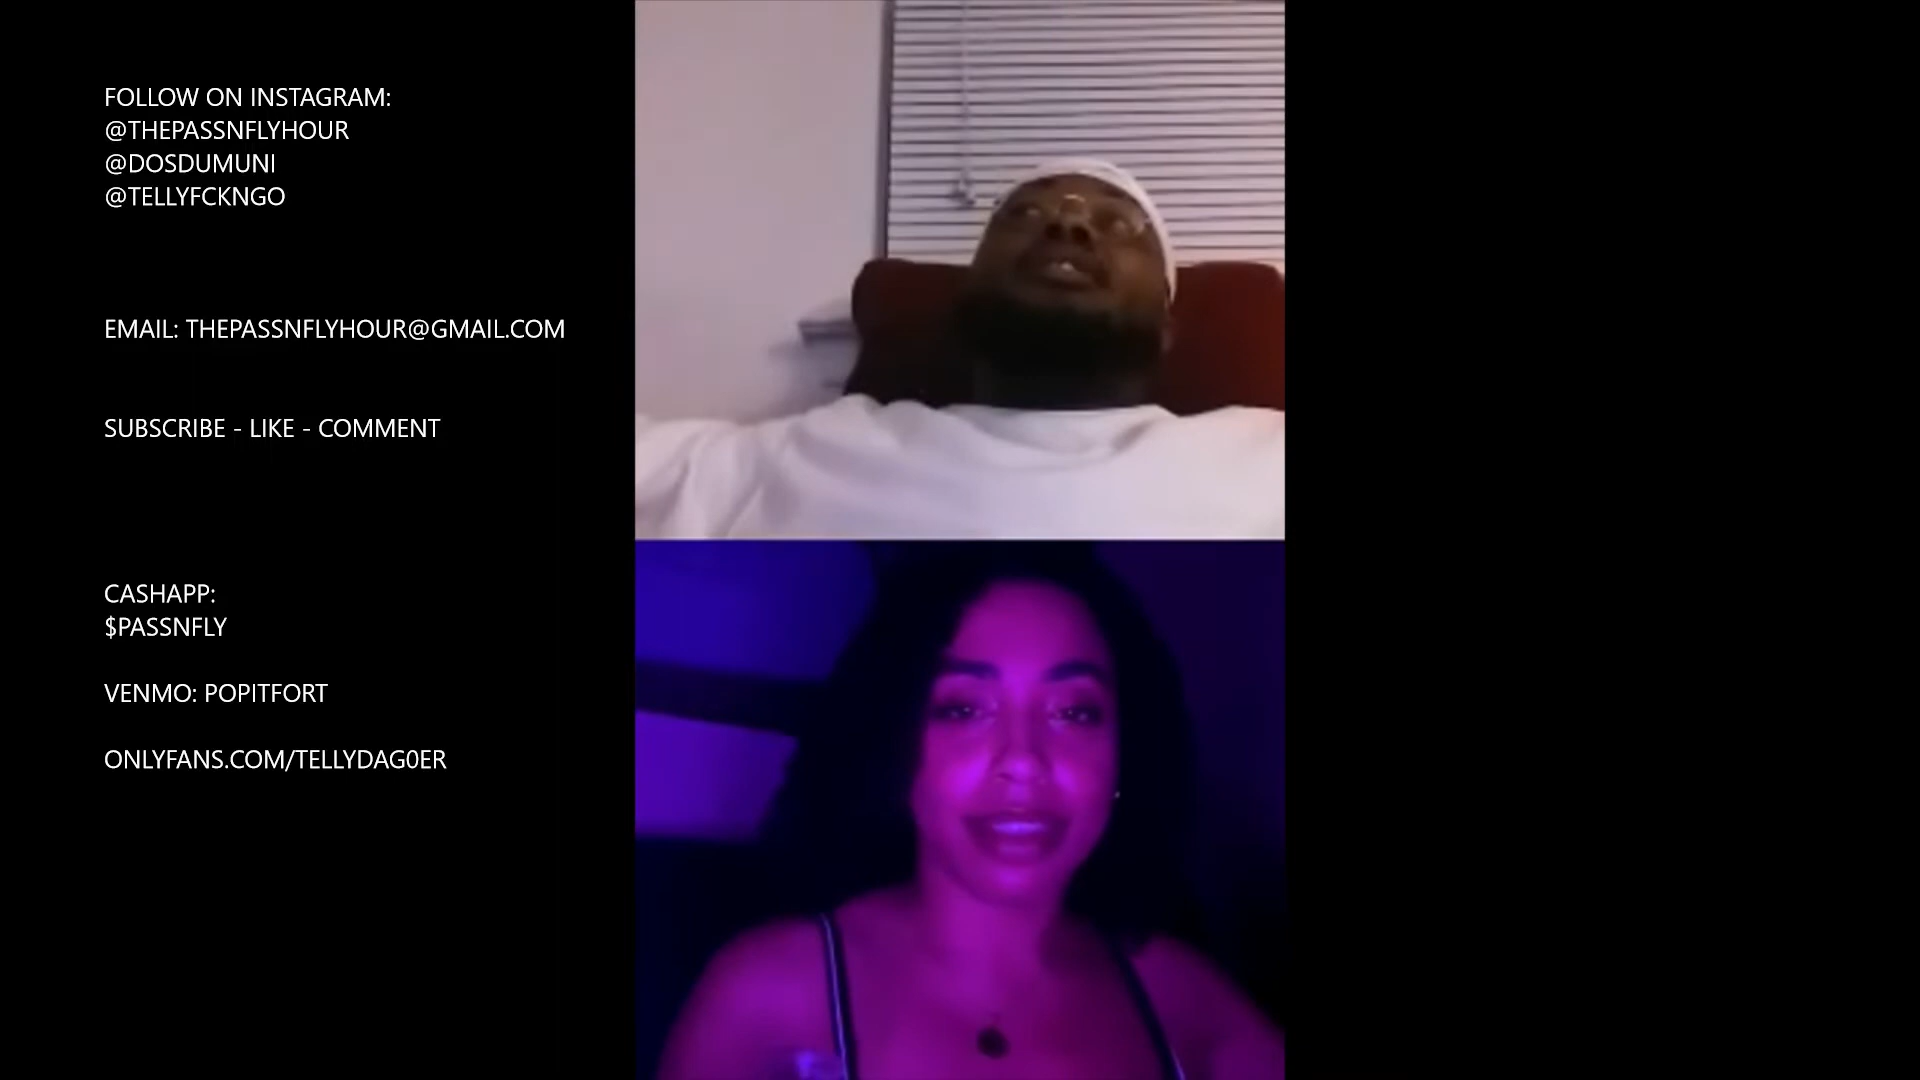 FOLLOW ON INSTAGRAM:
@THEPASSNFLYHOUR
@DOSDUMUNI
@TELLYFCKNGO
EMAIL: THEPASSNFLYHOUR@GMAIL.COM
SUBSCRIBE - LIKE - COMMENT
CASHAPP:
$PASSNFLY
VENMO: POPITFORT
ONLYFANS.COM/TELLYDAG0ER